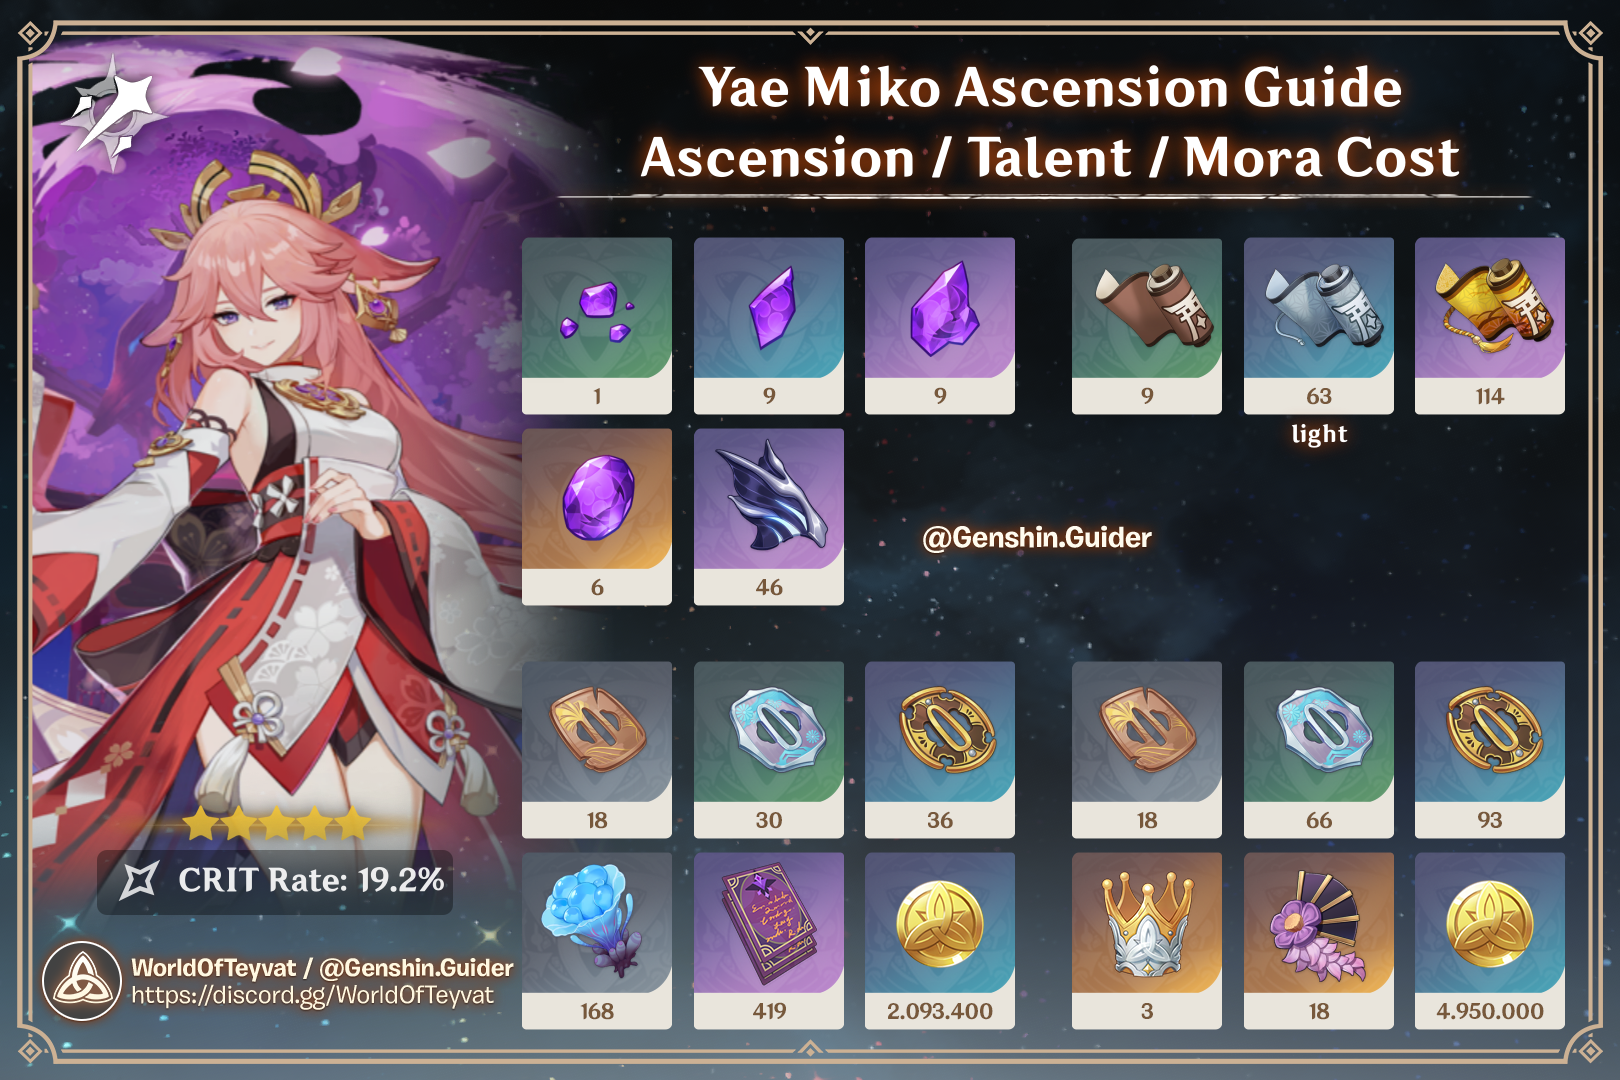 Yae Miko Ascension Guide
Ascension / Talent / Mora Cost
1
9
9
9
63
114
light
6
46
@Genshin.Guider
18
30
36
18
66
93
168
419
2.093.400
3
18
4.950.000
CRIT Rate: 19.2%
WorldOfTeyvat / @Genshin.Guider
https://discord.gg/WorldOfTeyvat